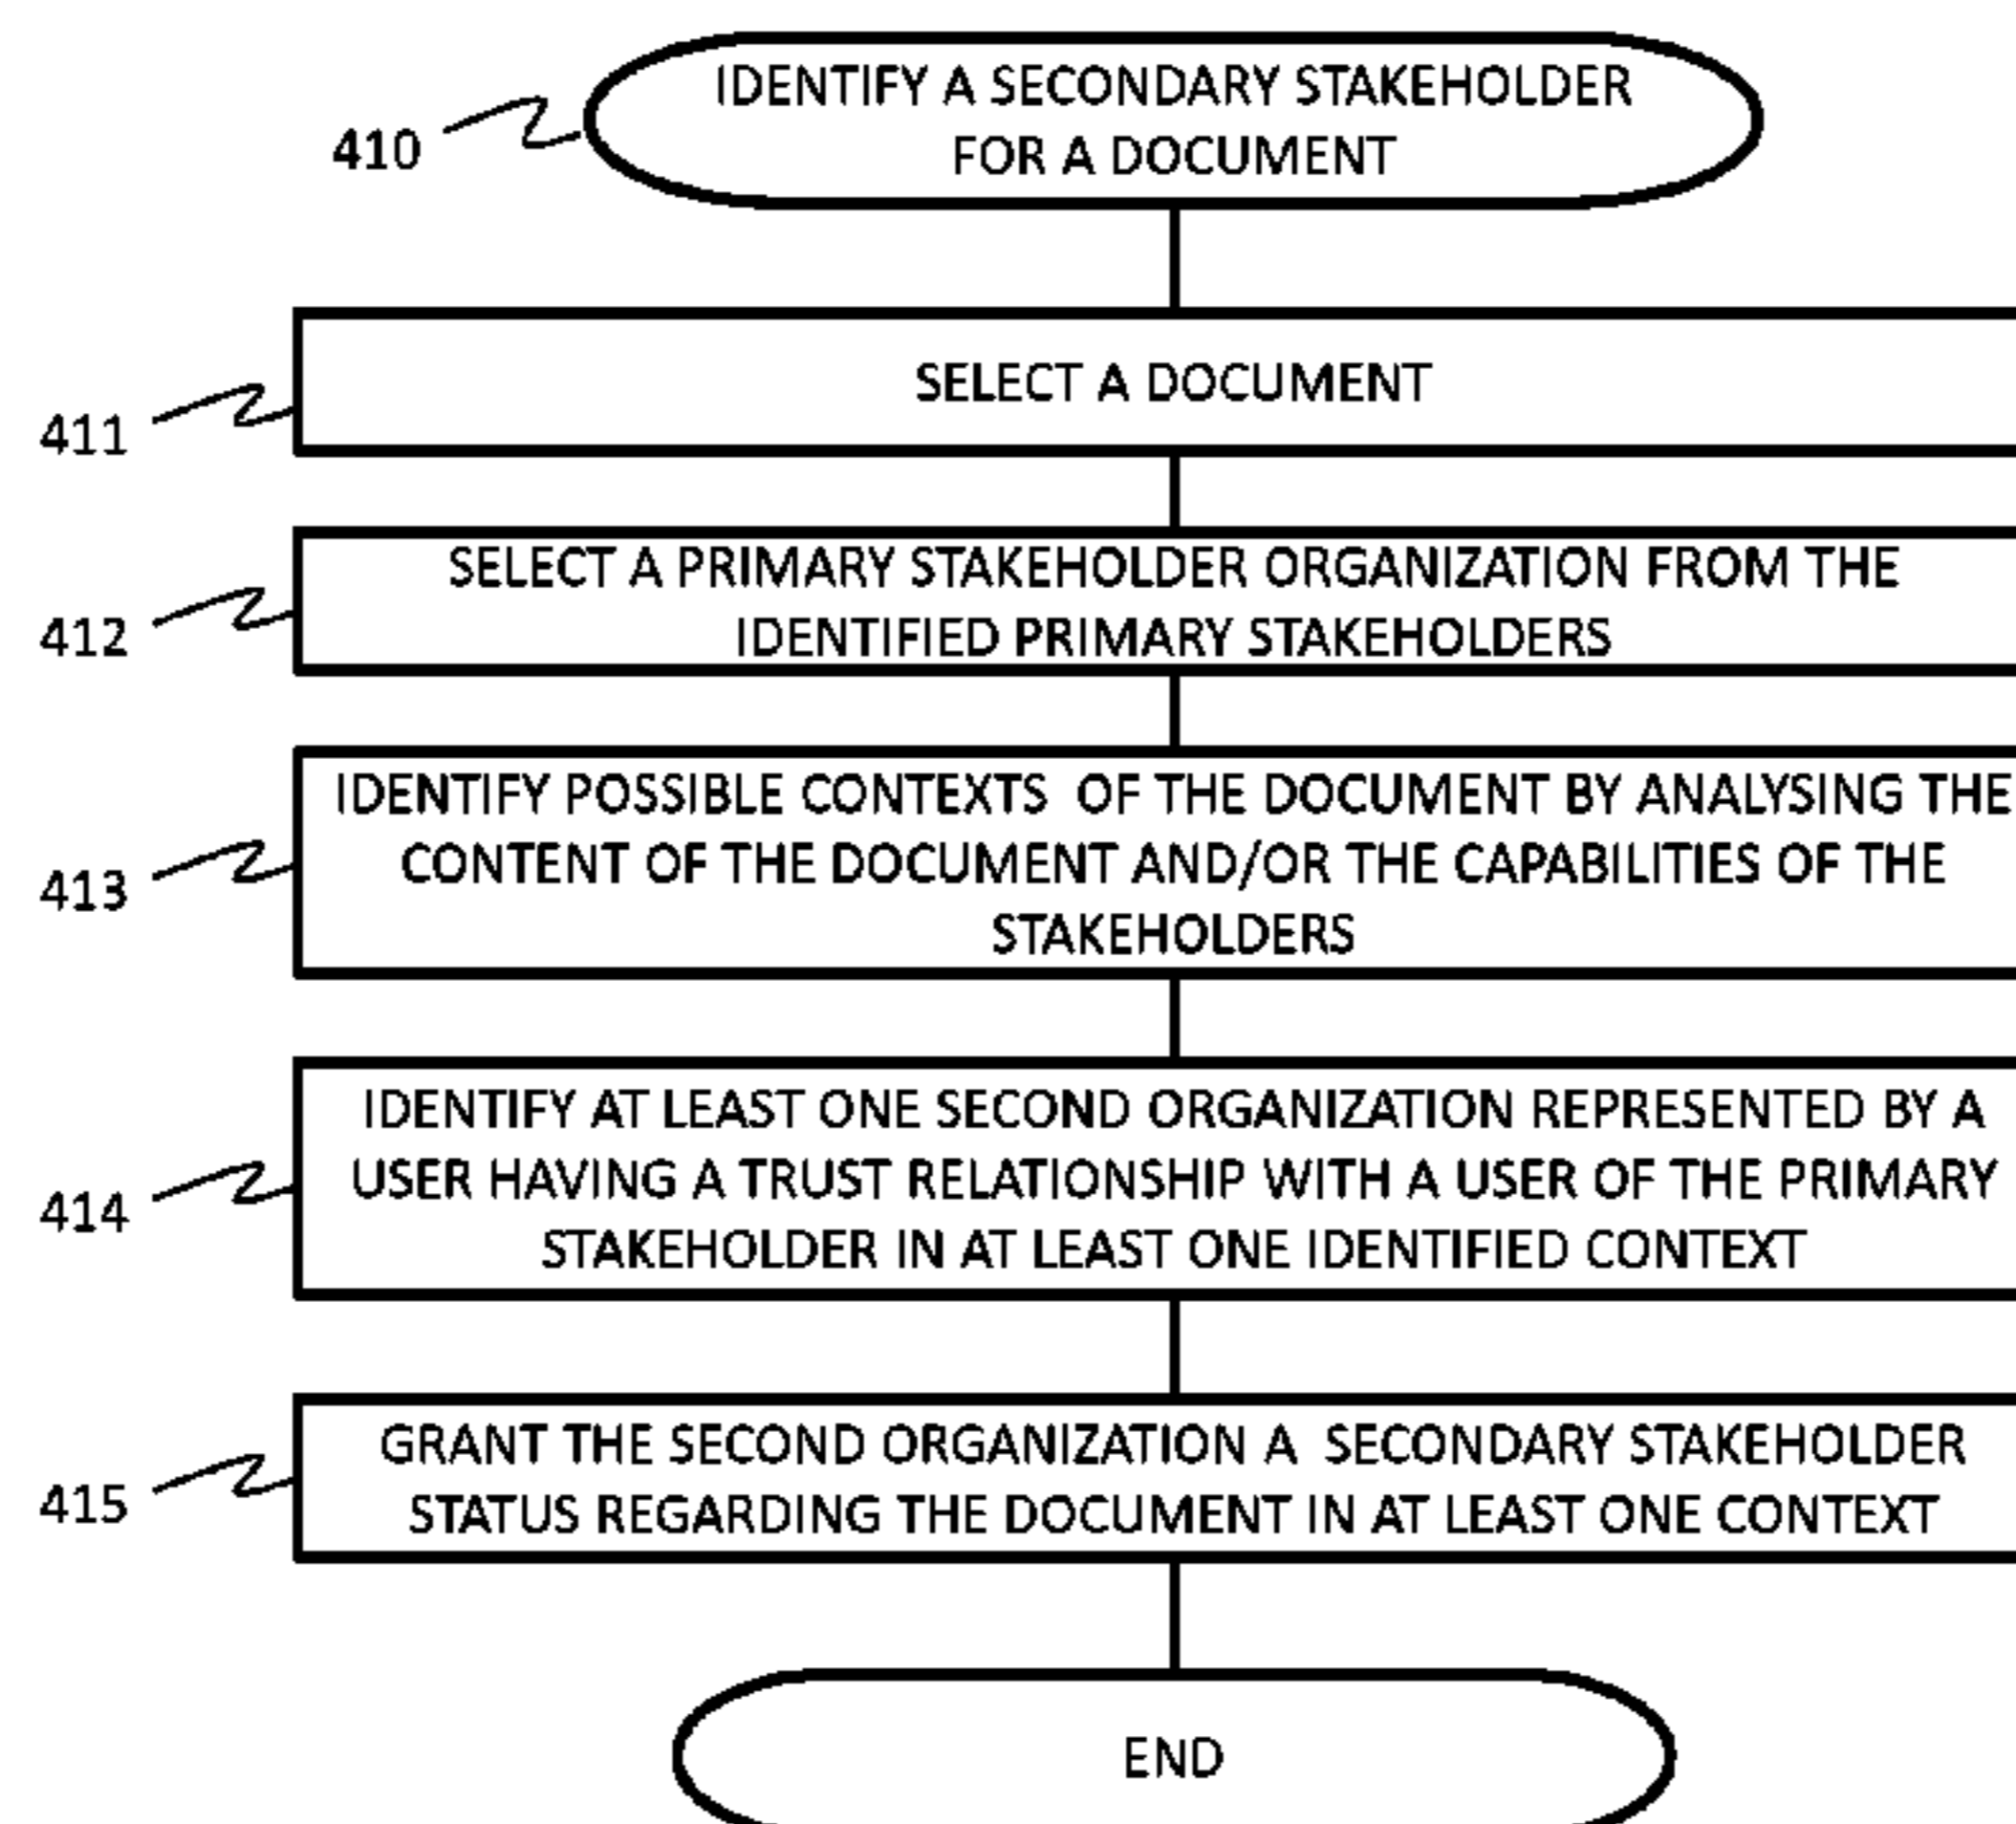 IDENTIFY A SECONDARY STAKEHOLDER
FOR A DOCUMENT
410
SELECT A DOCUMENT
411
SELECT A PRIMARY STAKEHOLDER ORGANIZATION FROM THE
IDENTIFIED PRIMARY STAKEHOLDERS
412
IDENTIFY POSSIBLE CONTEXTS OF THE DOCUMENT BY ANALYSING THE
CONTENT OF THE DOCUMENT AND/OR THE CAPABILITIES OF THE
STAKEHOLDERS
413
IDENTIFY AT LEAST ONE SECOND ORGANIZATION REPRESENTED BY A
USER HAVING A TRUST RELATIONSHIP WITH A USER OF THE PRIMARY
STAKEHOLDER IN AT LEAST ONE IDENTIFIED CONTEXT
414
GRANT THE SECOND ORGANIZATION A SECONDARY STAKEHOLDER
STATUS REGARDING THE DOCUMENT IN AT LEAST ONE CONTEXT
415
END